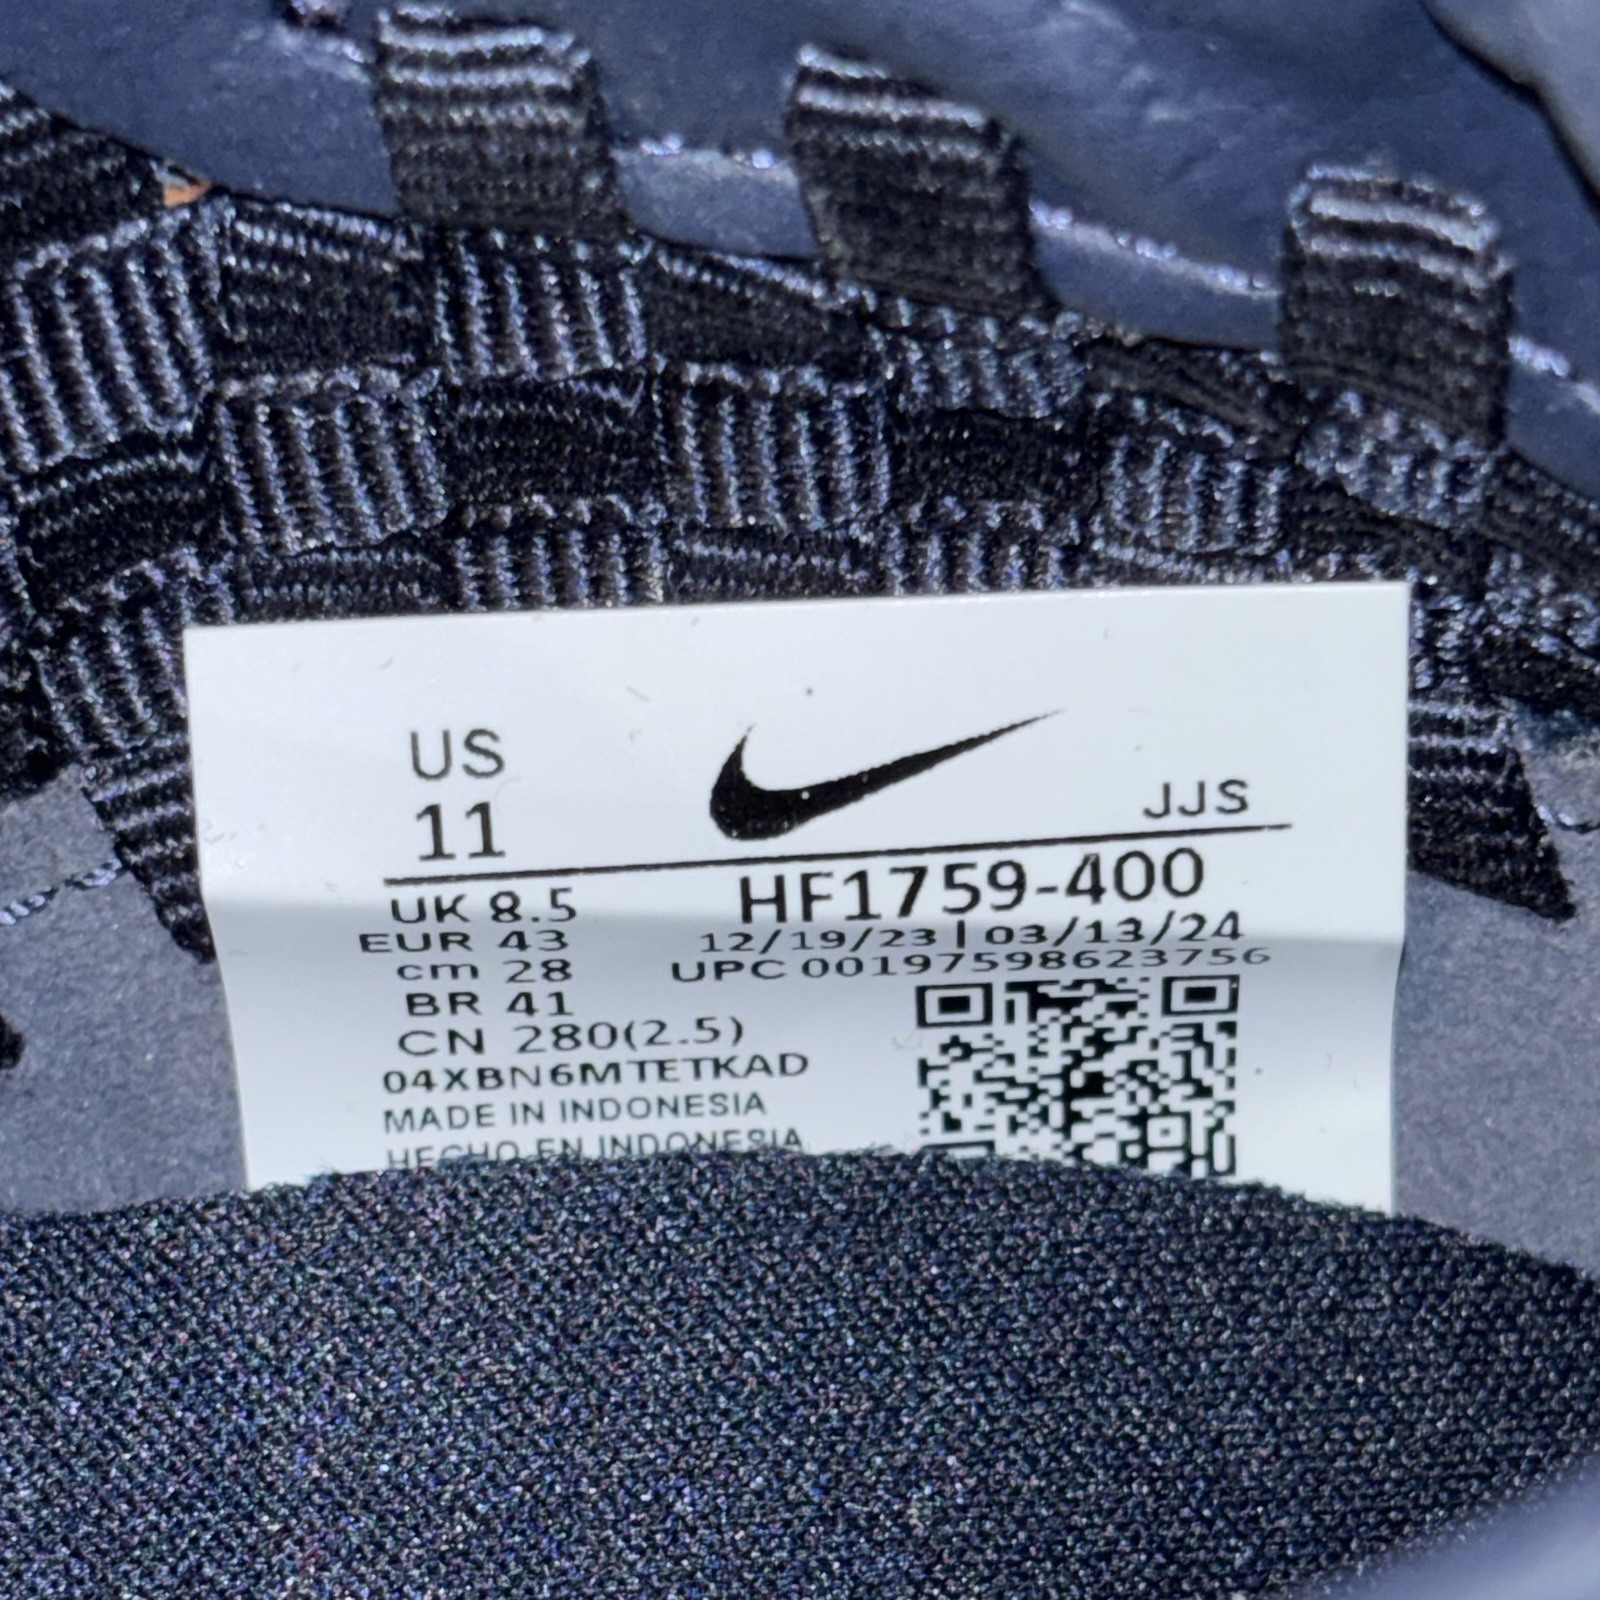 US
11
JJS
UK 8.5
HF1759-400
EUR 43
12/19/23 | 03/13/24
cm 28
UPC 00197598623756
BR 41
CN 280(2.5)
04XBN6MTETKAD
MADE IN INDONESIA
HECHO EN INDONESIA